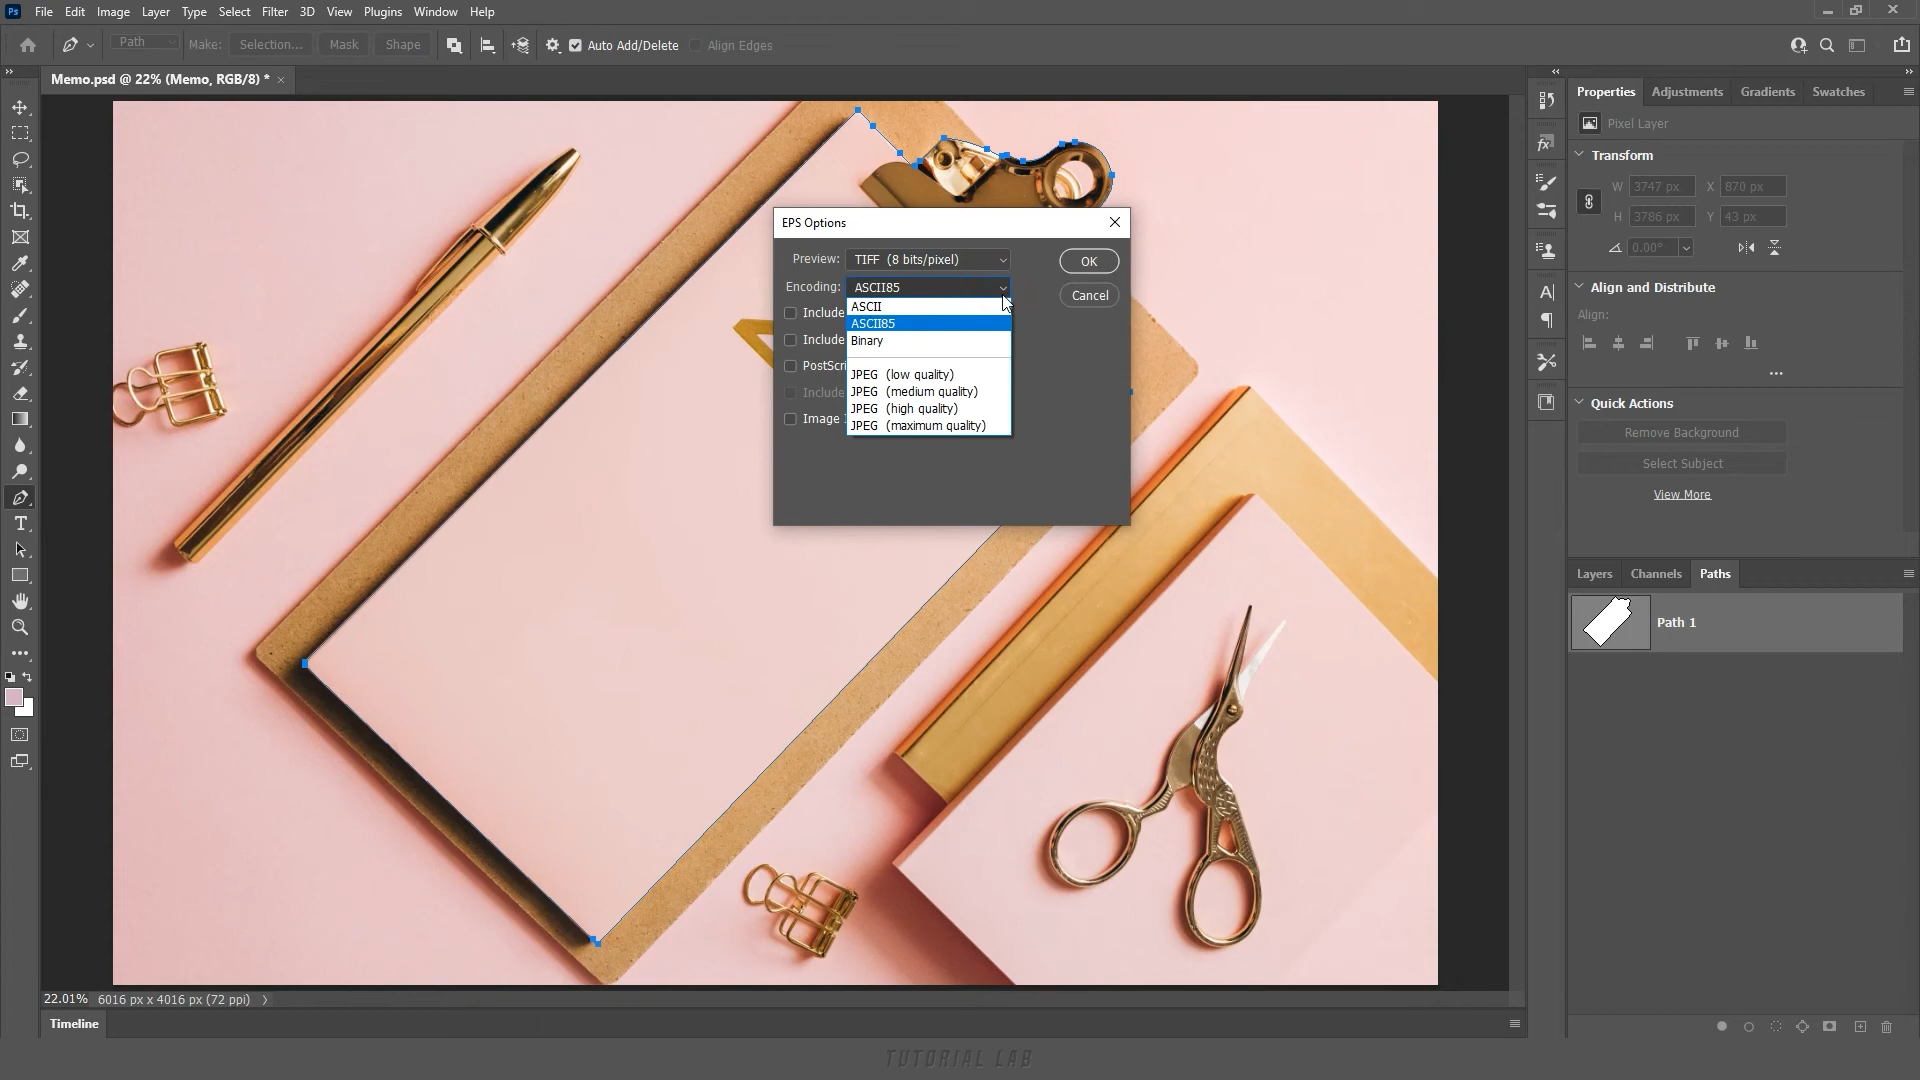 Ps File Edit Image Layer Type Select Filter 3D View Plugins Window Help
Path Make: Selection... Mask Shape Auto Add/Delete Align Edges
Memo.psd @ 22% (Memo, RGB/8) * ×
EPS Options
Preview: TIFF (8 bits/pixel)
OK
Encoding: ASCII85
Cancel
ASCII
ASCII85
Binary
JPEG (low quality)
JPEG (medium quality)
JPEG (high quality)
JPEG (maximum quality)
Include
Include
PostScri
Include
Image
Properties Adjustments Gradients Swatches
Pixel Layer
Transform
W 3747 px X 870 px
H 3786 px Y 43 px
0.00°
Align and Distribute
Align:
Quick Actions
Remove Background
Select Subject
View More
Layers Channels Paths
Path 1
22.01% 6016 px x 4016 px (72 ppi)
Timeline
TUTORIAL LAB